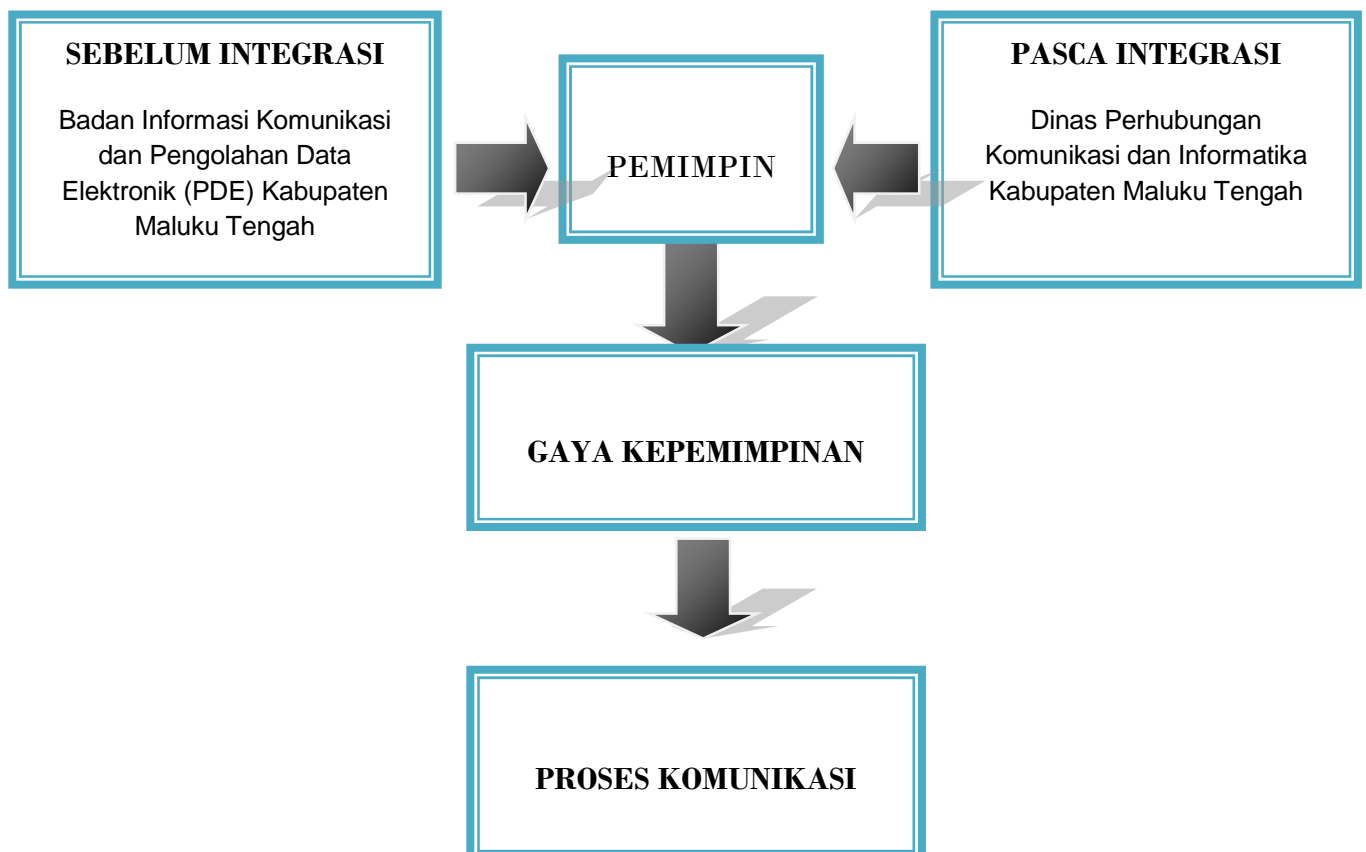 SEBELUM INTEGRASI
Badan Informasi Komunikasi
dan Pengolahan Data
Elektronik (PDE) Kabupaten
Maluku Tengah
PEMIMPIN
PASCA INTEGRASI
Dinas Perhubungan
Komunikasi dan Informatika
Kabupaten Maluku Tengah
GAYA KEPEMIMPINAN
PROSES KOMUNIKASI